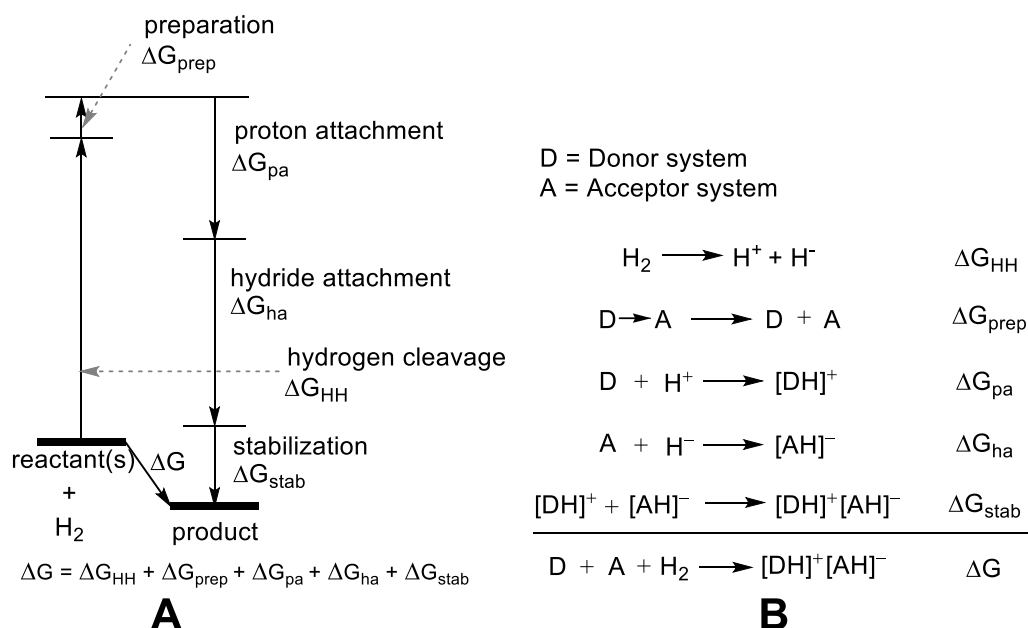 preparation
ΔG_prep
proton attachment
ΔG_pa
hydride attachment
ΔG_ha
hydrogen cleavage
ΔG_HH
reactant(s)
+
H₂
ΔG
stabilization
ΔG_stab
product
ΔG = ΔG_HH + ΔG_prep + ΔG_pa + ΔG_ha + ΔG_stab
A
D = Donor system
A = Acceptor system
H₂ → H⁺ + H⁻ ΔG_HH
D→A → D + A ΔG_prep
D + H⁺ → [DH]⁺ ΔG_pa
A + H⁻ → [AH]⁻ ΔG_ha
[DH]⁺ + [AH]⁻ → [DH]⁺[AH]⁻ ΔG_stab
D + A + H₂ → [DH]⁺[AH]⁻ ΔG
B